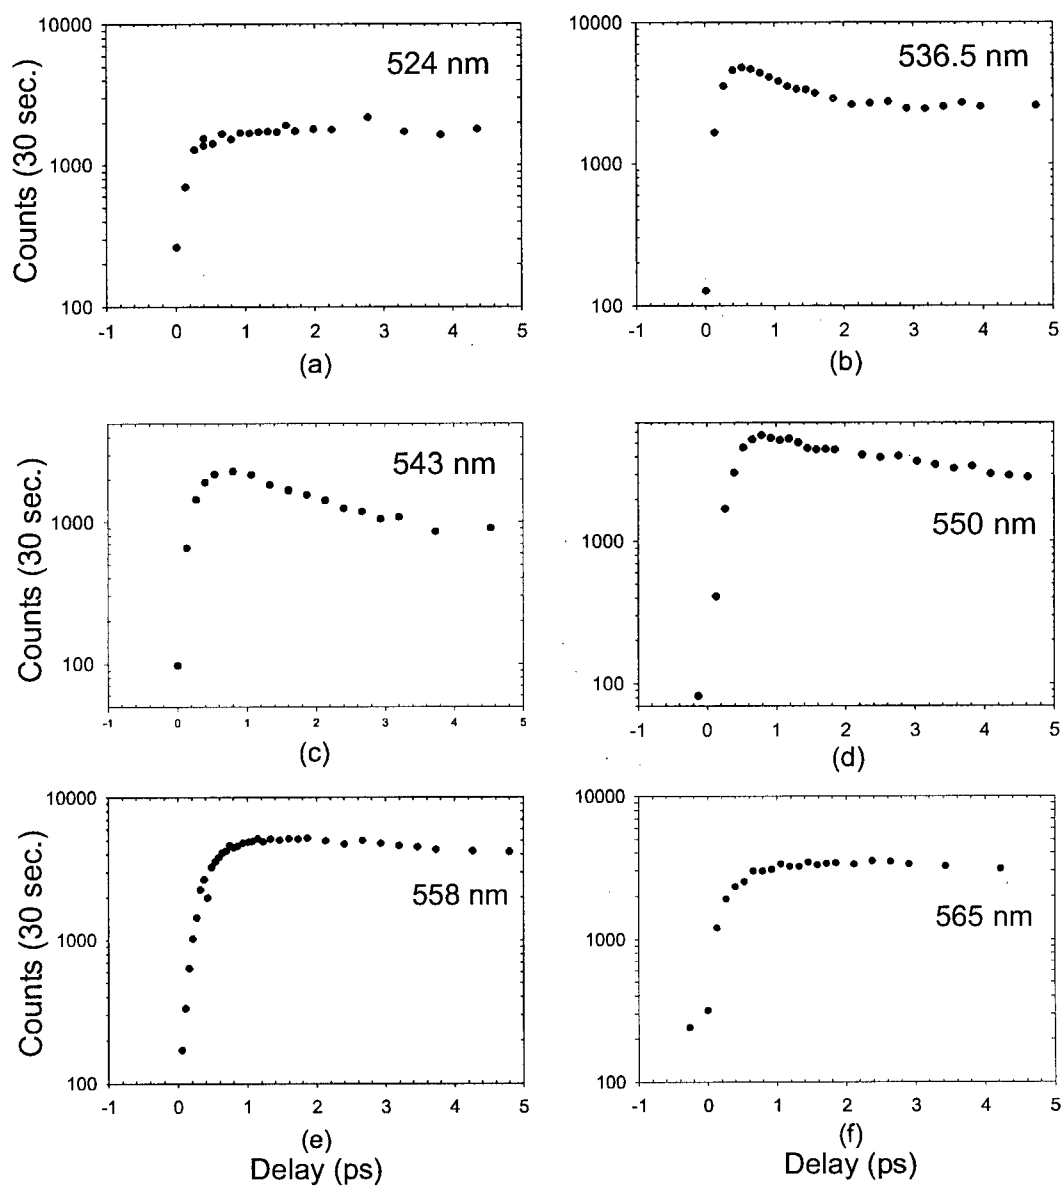 10000
1000
100
Counts (30 sec.)
524 nm
-1 0 1 2 3 4 5
(a)
10000
1000
100
536.5 nm
-1 0 1 2 3 4 5
(b)
1000
100
Counts (30 sec.)
543 nm
-1 0 1 2 3 4 5
(c)
1000
100
550 nm
-1 0 1 2 3 4 5
(d)
10000
1000
100
Counts (30 sec.)
558 nm
-1 0 1 2 3 4 5
(e)
Delay (ps)
10000
1000
100
565 nm
-1 0 1 2 3 4 5
(f)
Delay (ps)